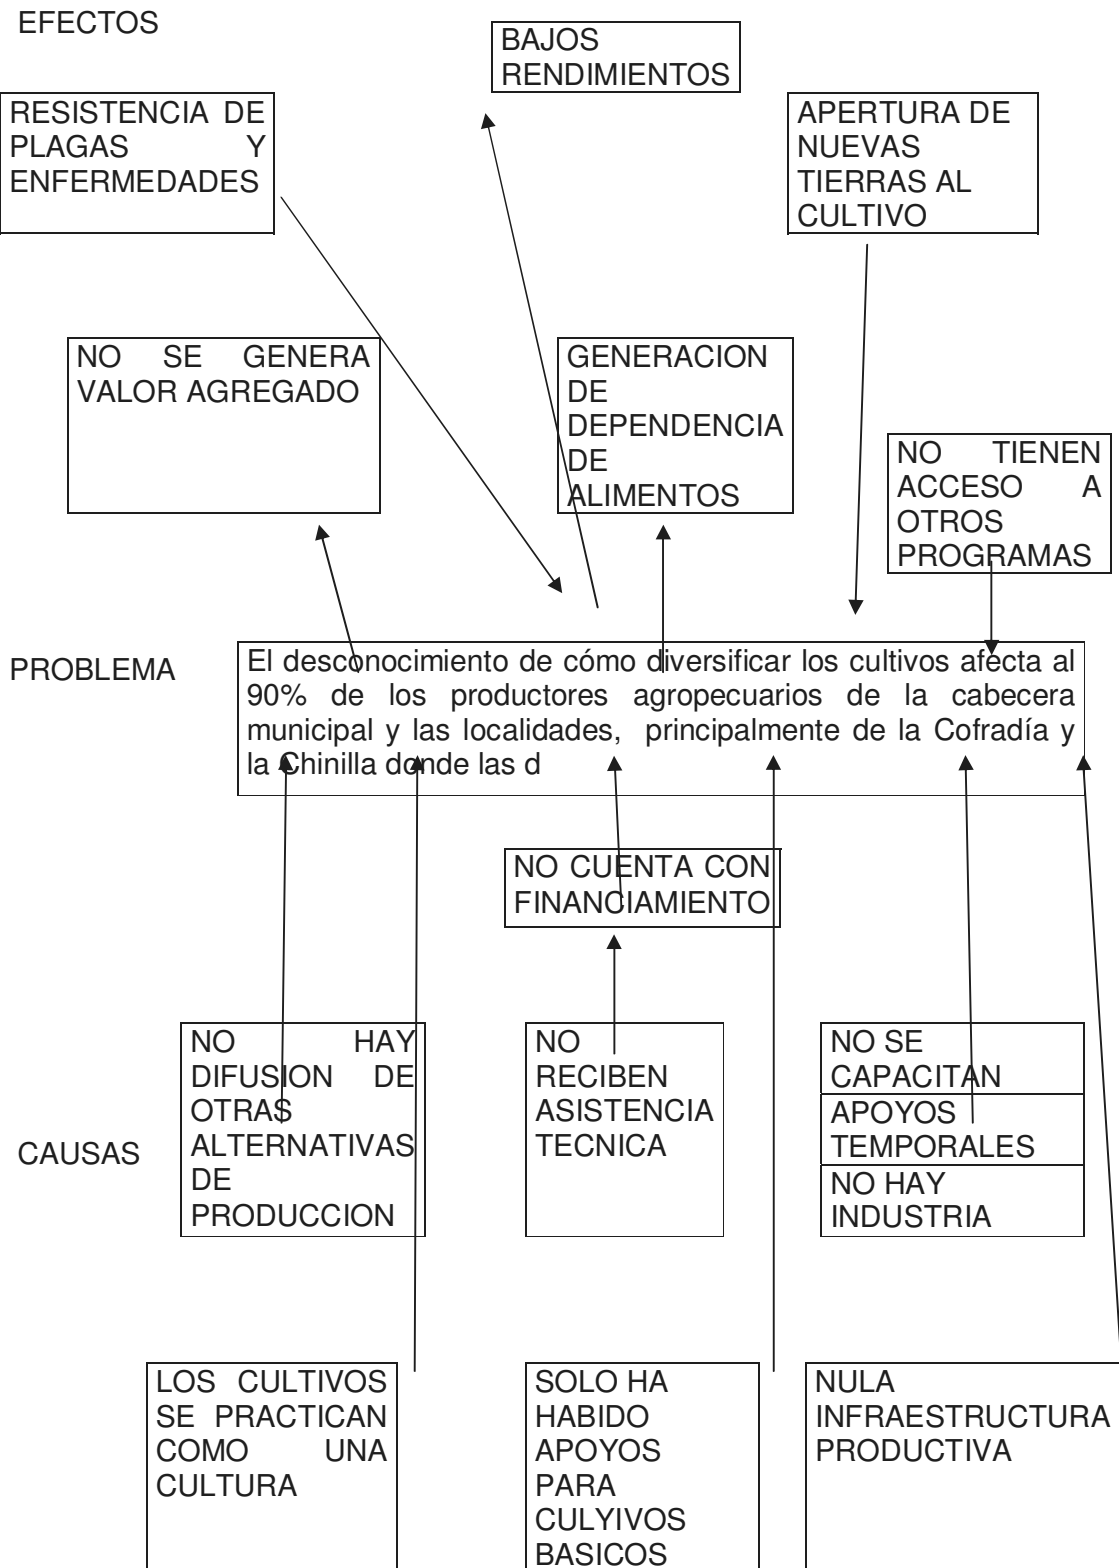 EFECTOS
BAJOS
RENDIMIENTOS
RESISTENCIA DE
PLAGAS Y
ENFERMEDADES
APERTURA DE
NUEVAS
TIERRAS AL
CULTIVO
NO SE GENERA
VALOR AGREGADO
GENERACION
DE
DEPENDENCIA
DE
ALIMENTOS
NO TIENEN
ACCESO A
OTROS
PROGRAMAS
PROBLEMA
El desconocimiento de cómo diversificar los cultivos afecta al
90% de los productores agropecuarios de la cabecera
municipal y las localidades, principalmente de la Cofradía y
la Chinilla donde las d
NO CUENTA CON
FINANCIAMIENTO
CAUSAS
NO HAY
DIFUSION DE
OTRAS
ALTERNATIVAS
DE
PRODUCCION
NO
RECIBEN
ASISTENCIA
TECNICA
NO SE
CAPACITAN
APOYOS
TEMPORALES
NO HAY
INDUSTRIA
LOS CULTIVOS
SE PRACTICAN
COMO UNA
CULTURA
SOLO HA
HABIDO
APOYOS
PARA
CULYIVOS
BASICOS
NULA
INFRAESTRUCTURA
PRODUCTIVA